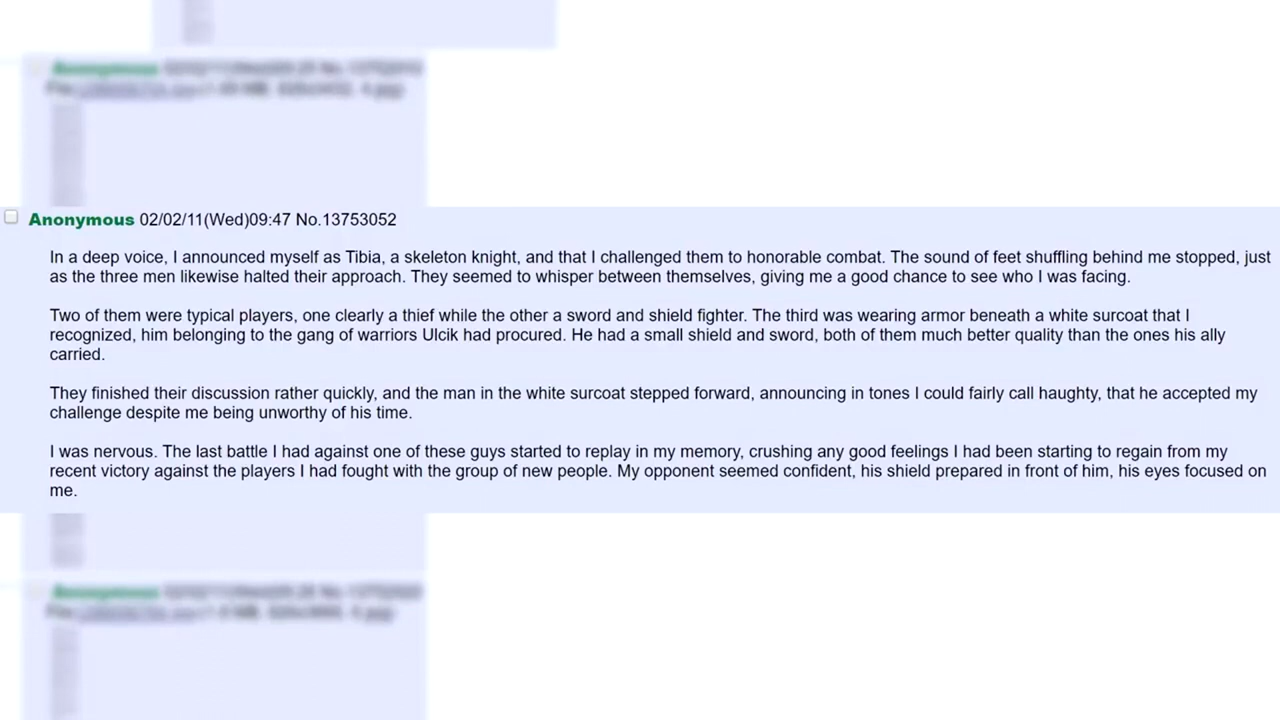 Anonymous 02/02/11(Wed)09:47 No.13753052
In a deep voice, I announced myself as Tibia, a skeleton knight, and that I challenged them to honorable combat. The sound of feet shuffling behind me stopped, just
as the three men likewise halted their approach. They seemed to whisper between themselves, giving me a good chance to see who I was facing.
Two of them were typical players, one clearly a thief while the other a sword and shield fighter. The third was wearing armor beneath a white surcoat that I
recognized, him belonging to the gang of warriors Ulcik had procured. He had a small shield and sword, both of them much better quality than the ones his ally
carried.
They finished their discussion rather quickly, and the man in the white surcoat stepped forward, announcing in tones I could fairly call haughty, that he accepted my
challenge despite me being unworthy of his time.
I was nervous. The last battle I had against one of these guys started to replay in my memory, crushing any good feelings I had been starting to regain from my
recent victory against the players I had fought with the group of new people. My opponent seemed confident, his shield prepared in front of him, his eyes focused on
me.